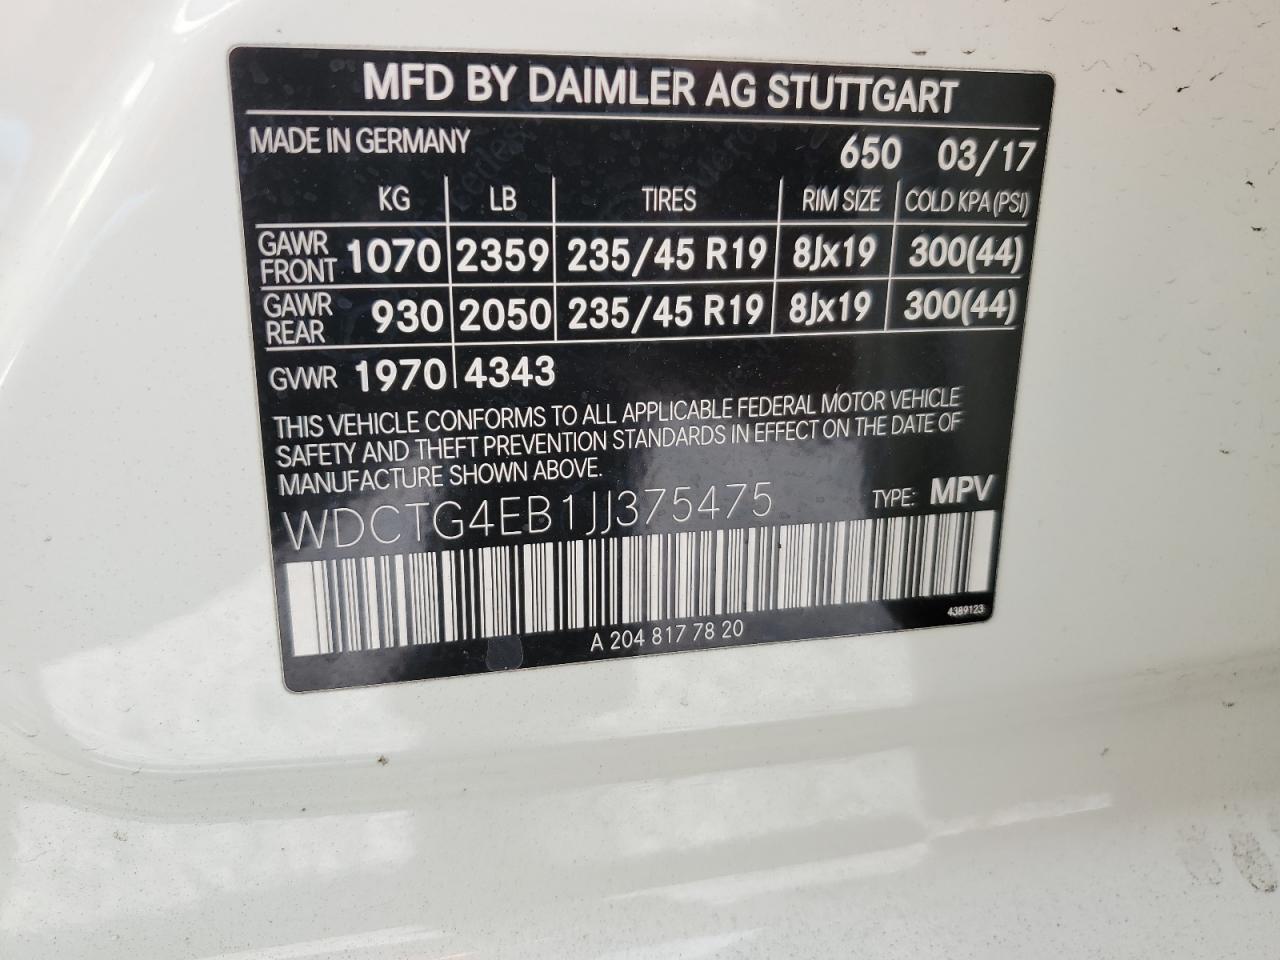 MFD BY DAIMLER AG STUTTGART
MADE IN GERMANY 650 03/17
KG LB TIRES RIM SIZE COLD KPA (PSI)
GAWR FRONT 1070 2359 235/45 R19 8Jx19 300(44)
GAWR REAR 930 2050 235/45 R19 8Jx19 300(44)
GVWR 1970 4343
THIS VEHICLE CONFORMS TO ALL APPLICABLE FEDERAL MOTOR VEHICLE
SAFETY AND THEFT PREVENTION STANDARDS IN EFFECT ON THE DATE OF
MANUFACTURE SHOWN ABOVE.
WDCTG4EB1JJ375475 TYPE: MPV
4389123
A 204 817 78 20